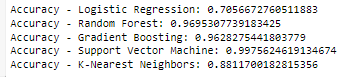 Accuracy - Logistic Regression: 0.7056672760511883
Accuracy - Random Forest: 0.9695307739183425
Accuracy - Gradient Boosting: 0.9628275441803779
Accuracy - Support Vector Machine: 0.9975624619134674
Accuracy - K-Nearest Neighbors: 0.8811700182815356